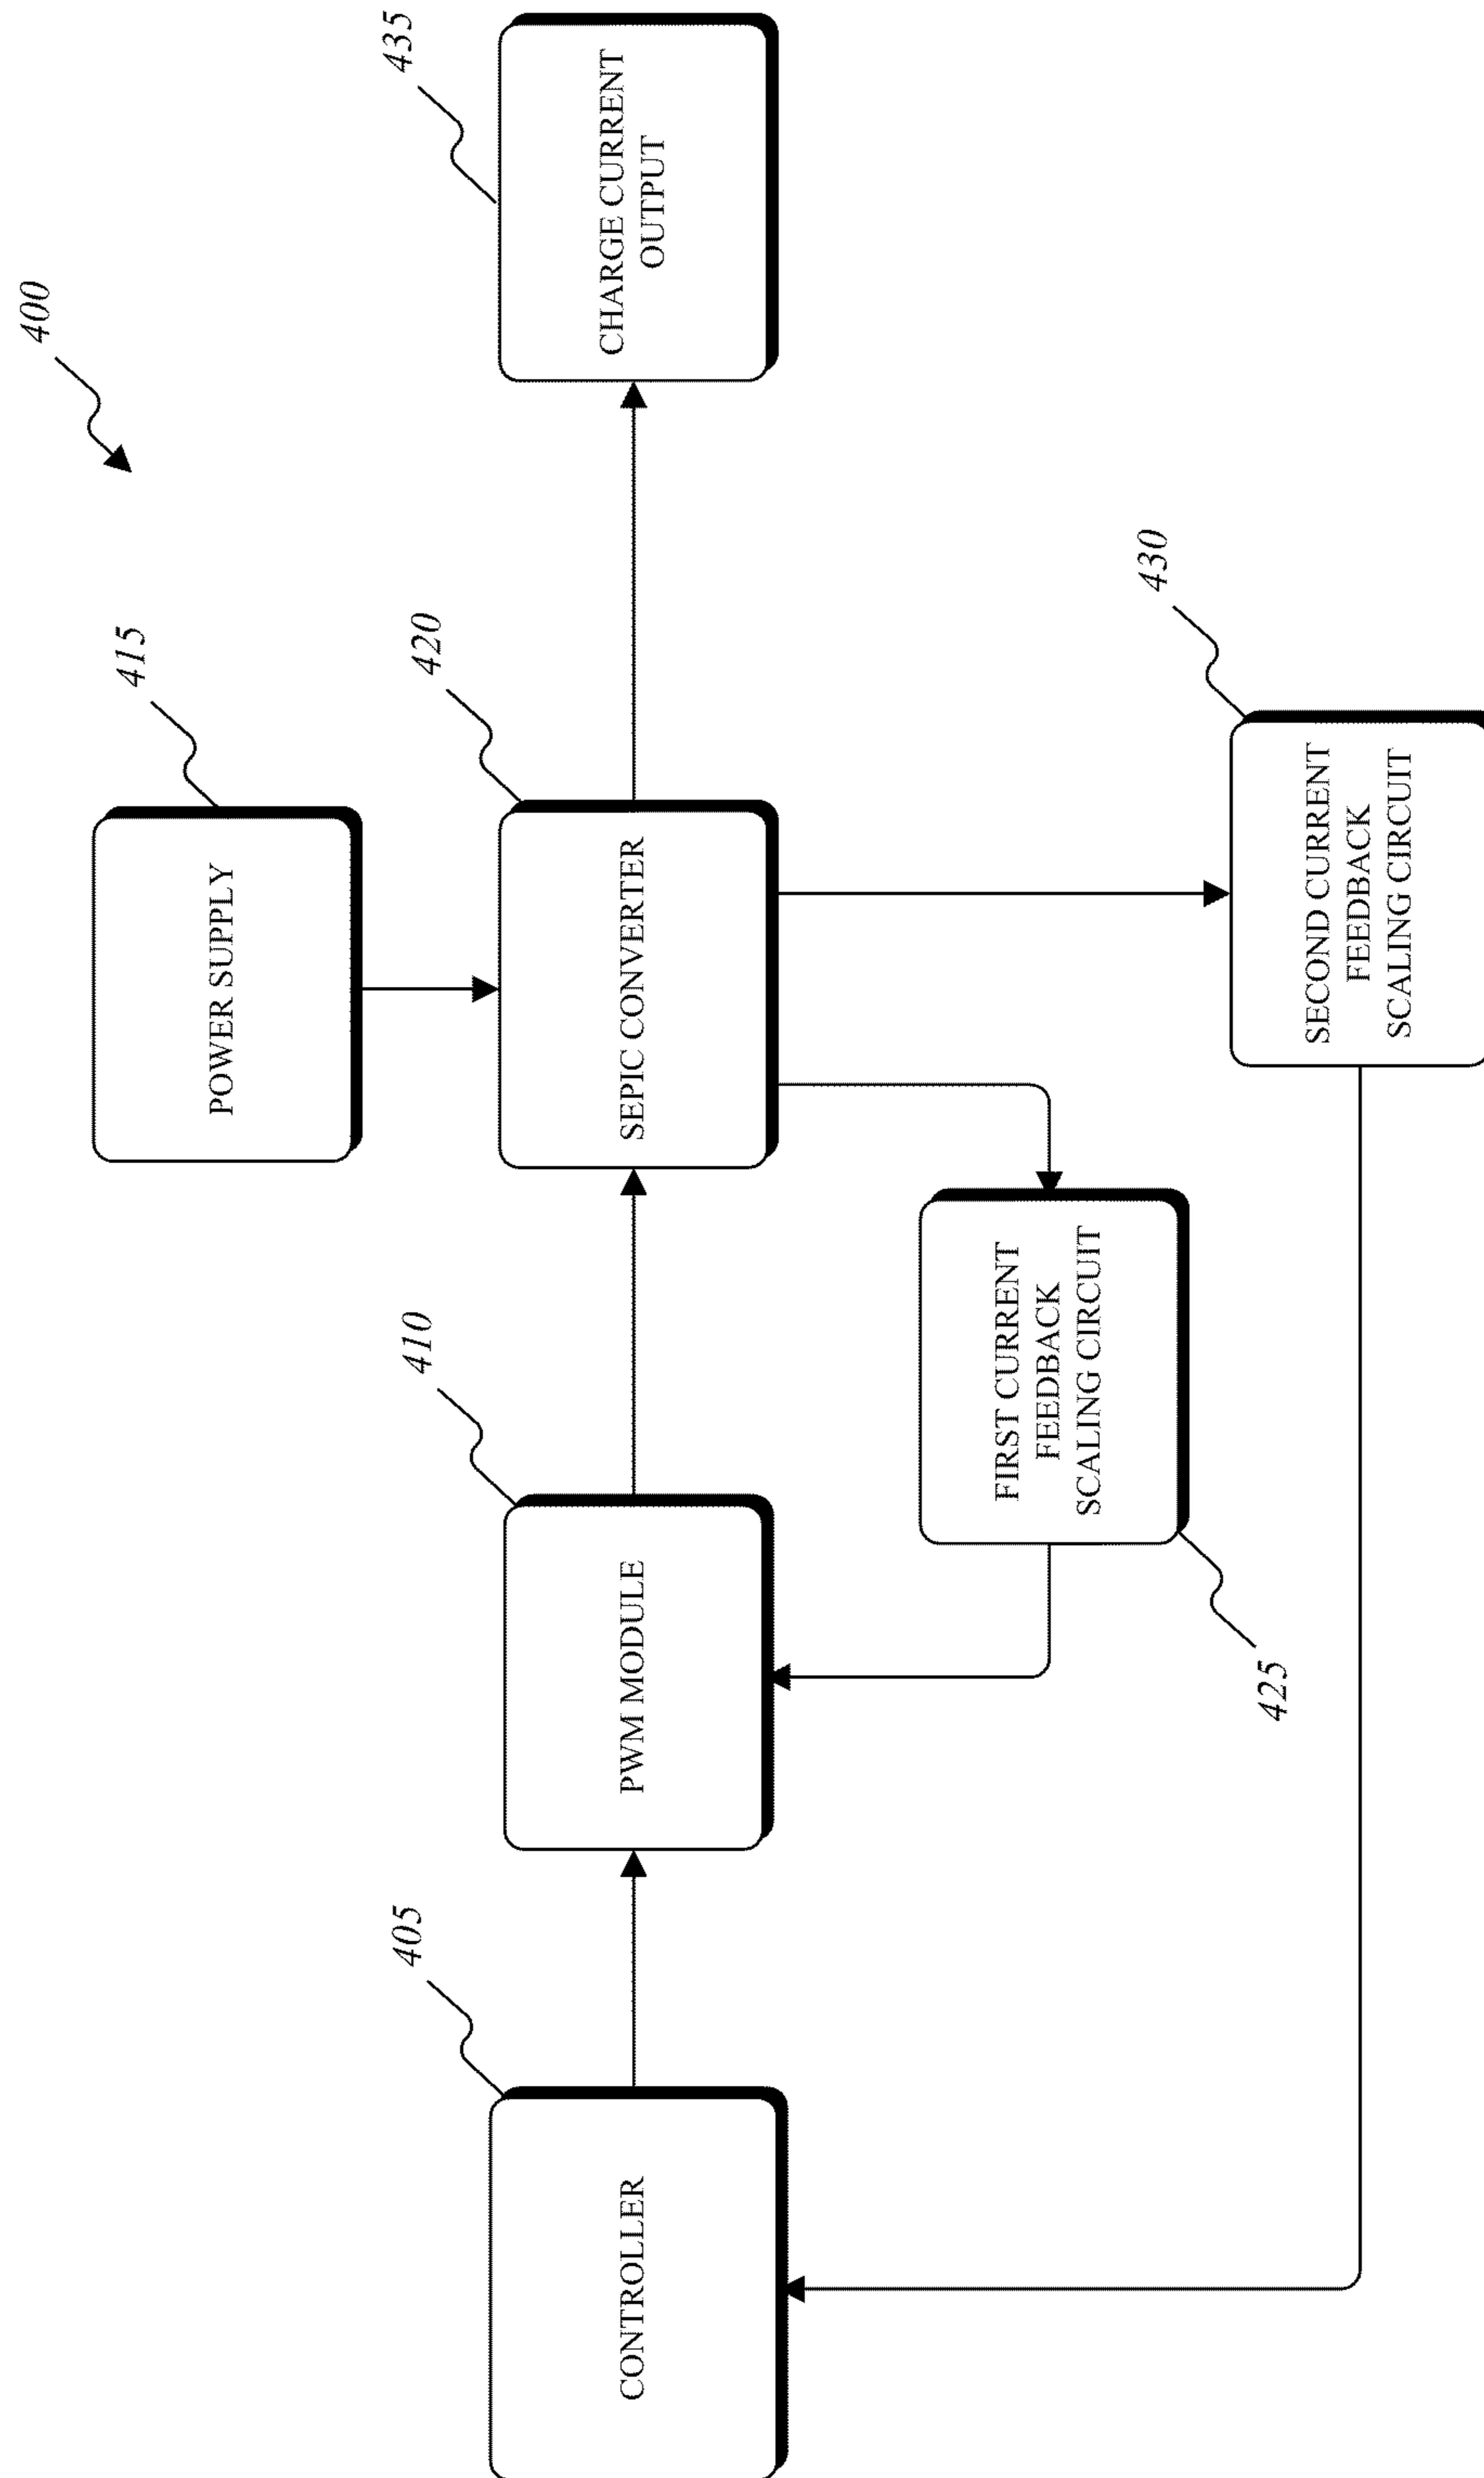 400
415
POWER SUPPLY
405
CONTROLLER
410
PWM MODULE
420
SEPIC CONVERTER
435
CHARGE CURRENT
OUTPUT
FIRST CURRENT
FEEDBACK
SCALING CIRCUIT
425
430
SECOND CURRENT
FEEDBACK
SCALING CIRCUIT